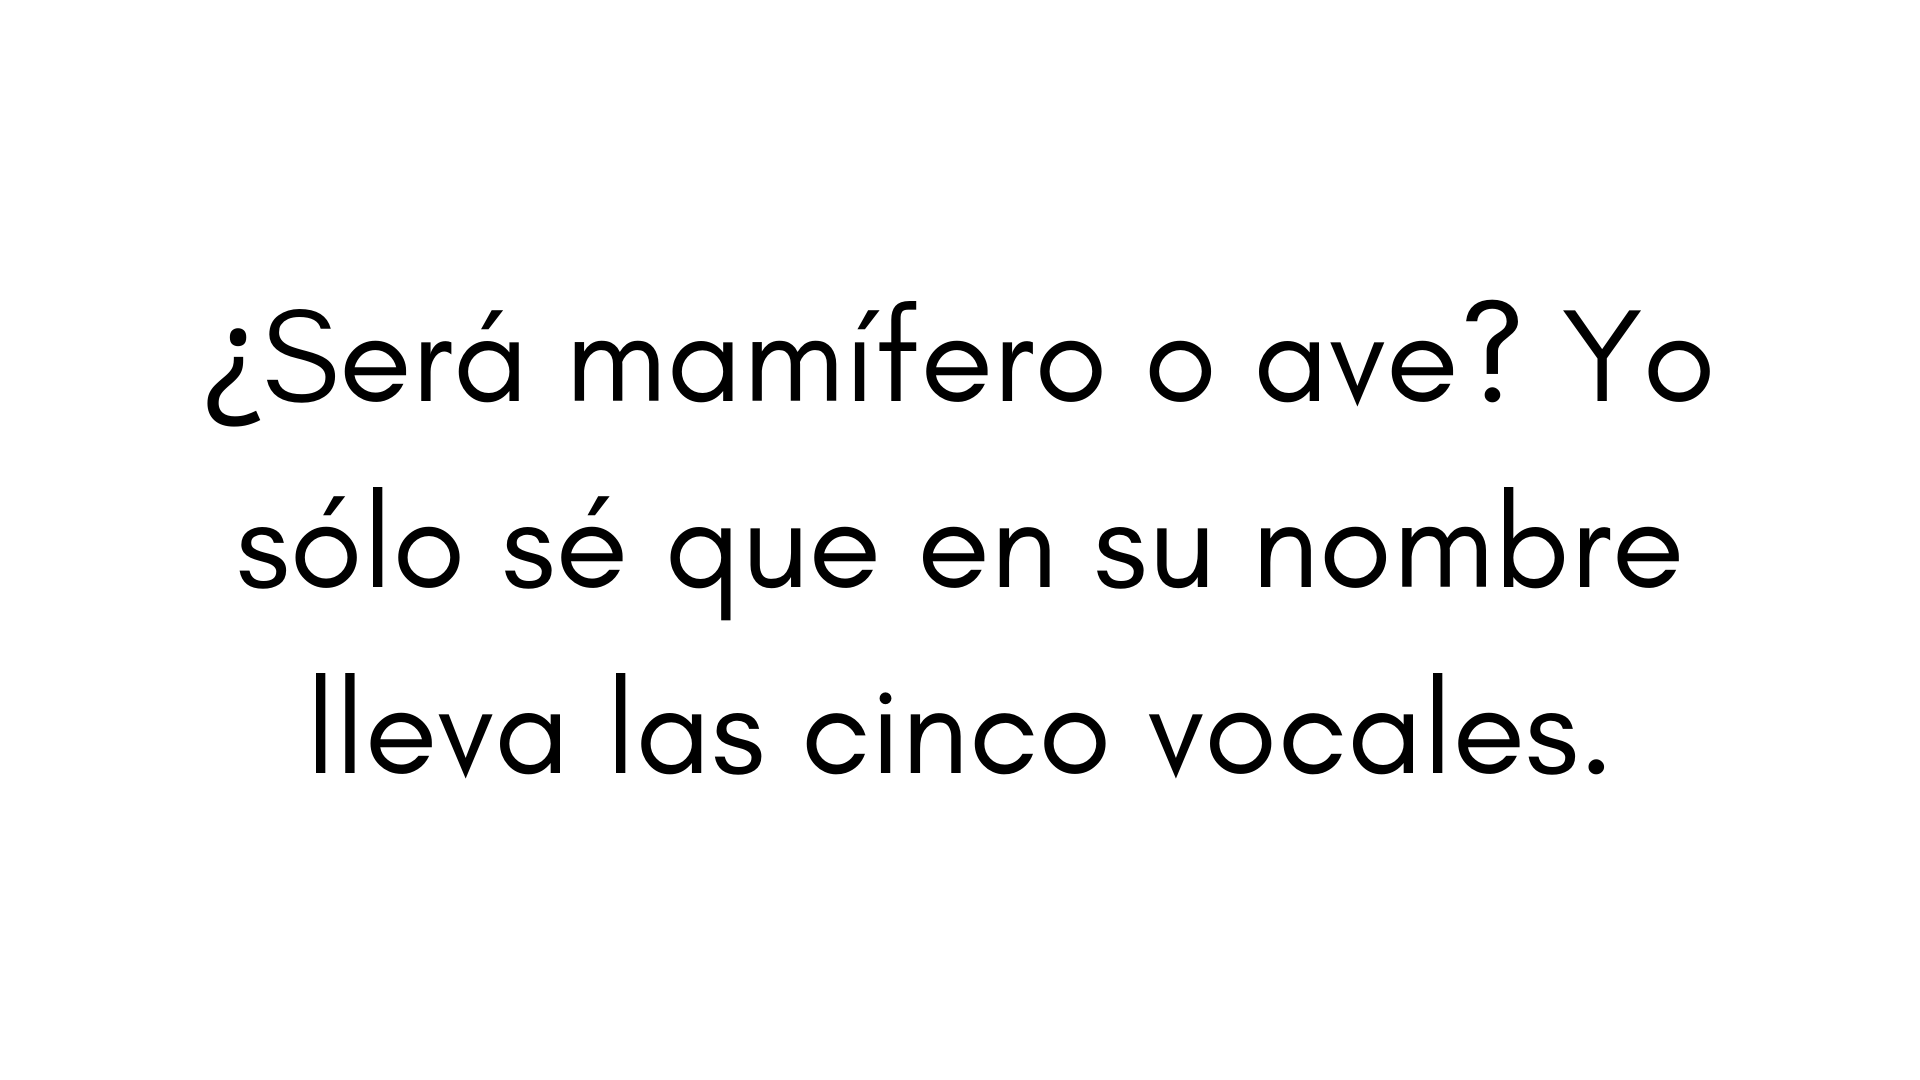 ¿Será mamífero o ave? Yo
sólo sé que en su nombre
lleva las cinco vocales.